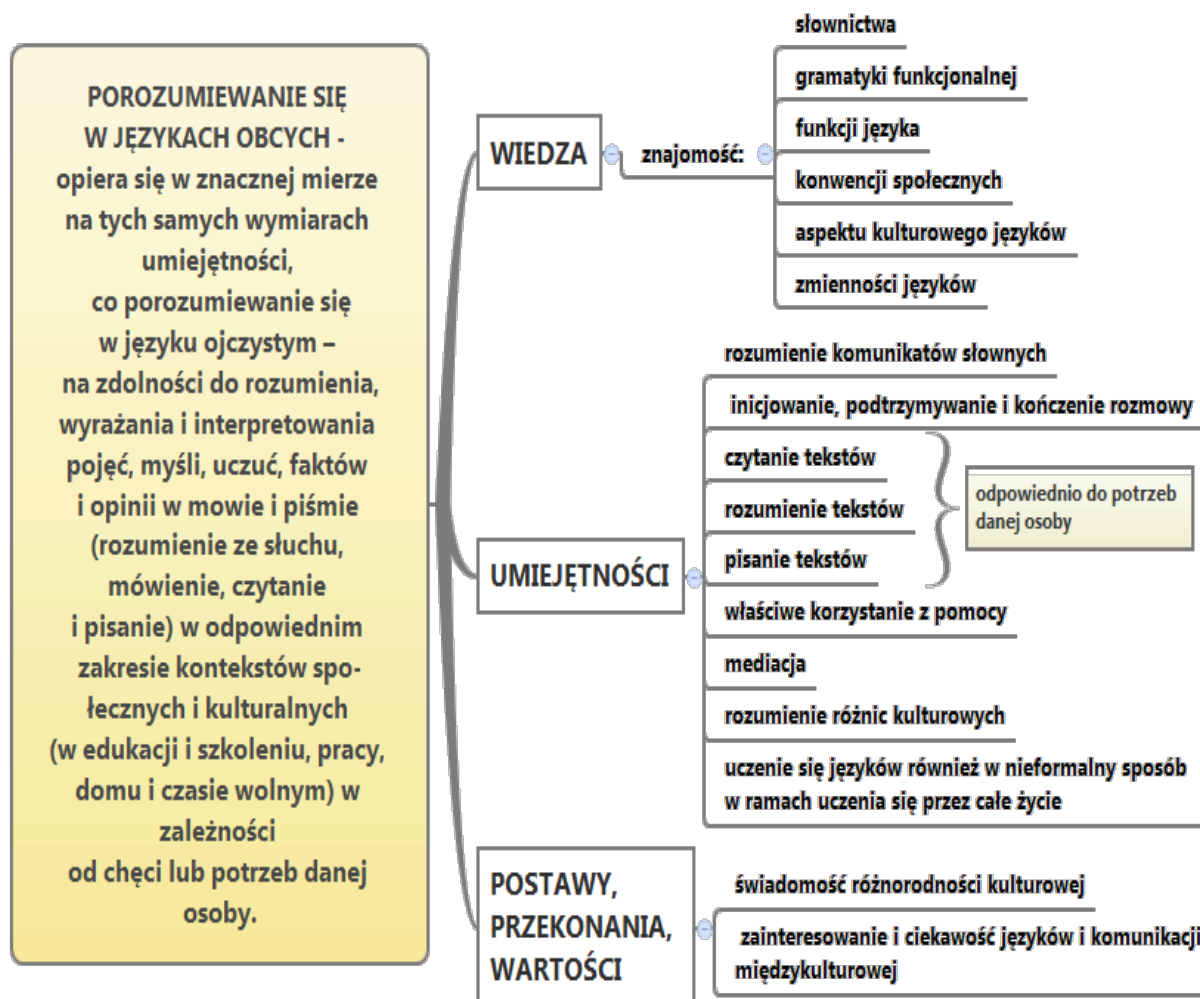 POROZUMIEWANIE SIĘ
W JĘZYKACH OBCYCH -
opiera się w znacznej mierze
na tych samych wymiarach
umiejętności,
co porozumiewanie się
w języku ojczystym –
na zdolności do rozumienia,
wyrażania i interpretowania
pojęć, myśli, uczuć, faktów
i opinii w mowie i piśmie
(rozumienie ze słuchu,
mówienie, czytanie
i pisanie) w odpowiednim
zakresie kontekstów spo-
łecznych i kulturalnych
(w edukacji i szkoleniu, pracy,
domu i czasie wolnym) w
zależności
od chęci lub potrzeb danej
osoby.
WIEDZA
znajomość:
słownictwa
gramatyki funkcjonalnej
funkcji języka
konwencji społecznych
aspektu kulturowego języków
zmienności języków
UMIEJĘTNOŚCI
rozumienie komunikatów słownych
inicjowanie, podtrzymywanie i kończenie rozmowy
czytanie tekstów
rozumienie tekstów
pisanie tekstów
odpowiednio do potrzeb
danej osoby
właściwe korzystanie z pomocy
mediacja
rozumienie różnic kulturowych
uczenie się języków również w nieformalny sposób
w ramach uczenia się przez całe życie
POSTAWY,
PRZEKONANIA,
WARTOŚCI
świadomość różnorodności kulturowej
zainteresowanie i ciekawość języków i komunikacji
międzykulturowej